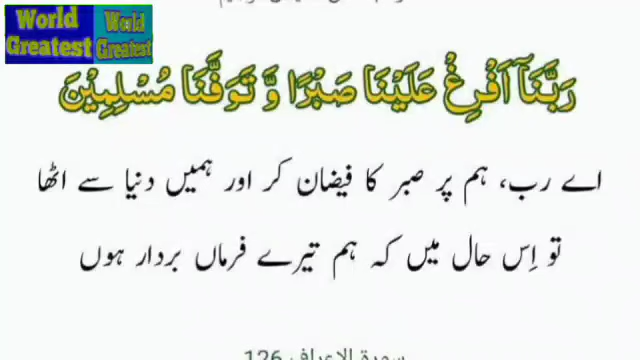 World
Greatest
World
Greatest
رَبَّنَآ اَفْرِغْ عَلَيْنَا صَبْرًا وَّ تَوَفَّنَا مُسْلِمِيْنَ
اے رب، ہم پر صبر کا فیضان کر اور ہمیں دنیا سے اٹھا
تو اِس حال میں کہ ہم تیرے فرماں بردار ہوں
سورة الاعراف 126